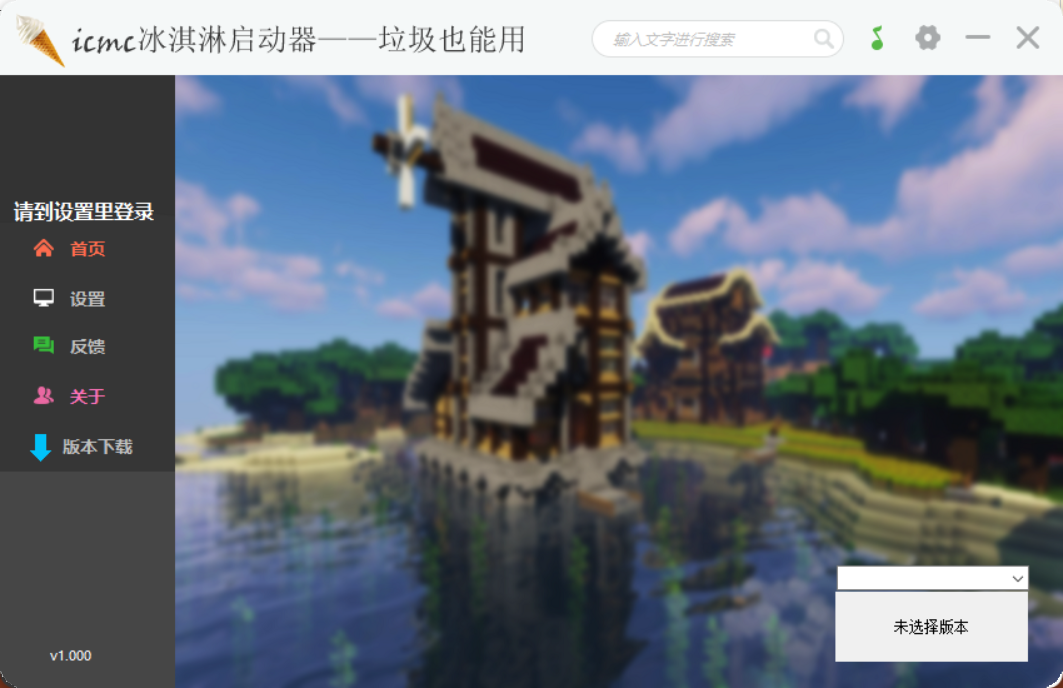 icmc冰淇淋启动器——垃圾也能用
输入文字进行搜索
请到设置里登录
首页
设置
反馈
关于
版本下载
未选择版本
v1.000